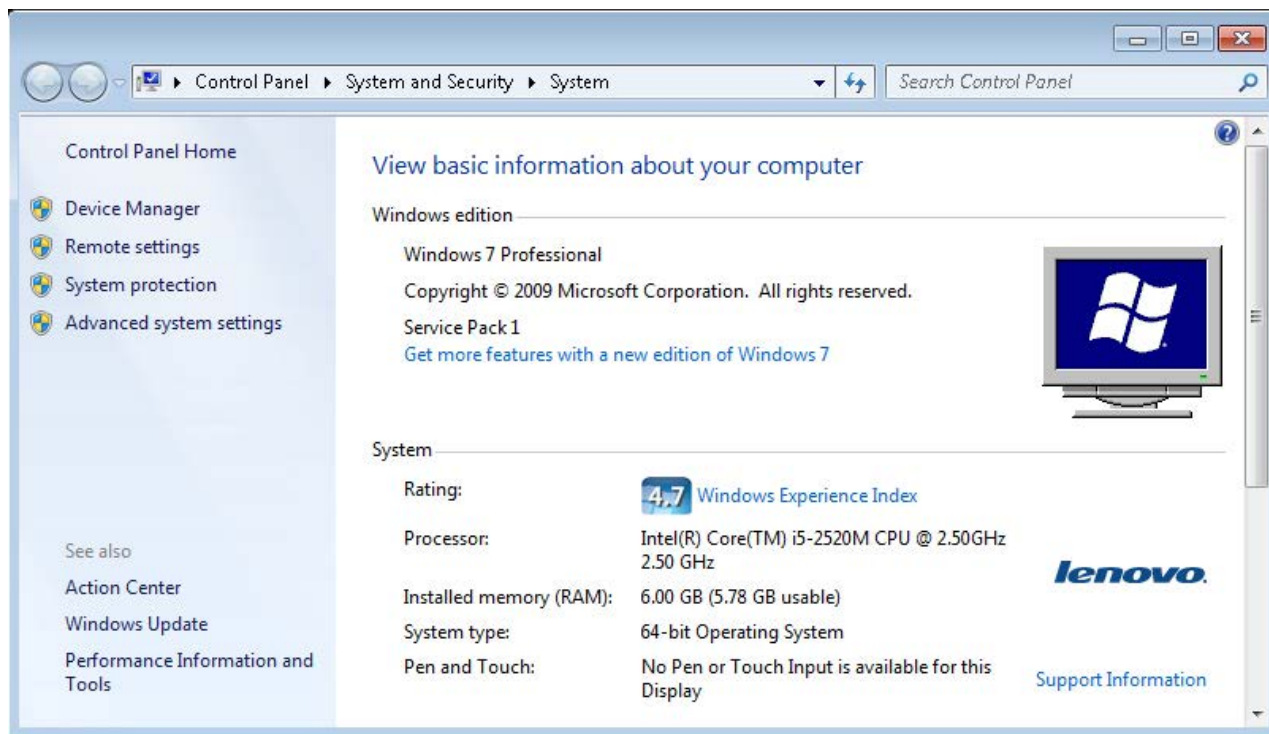 Control Panel ▸ System and Security ▸ System
Search Control Panel
Control Panel Home
Device Manager
Remote settings
System protection
Advanced system settings
See also
Action Center
Windows Update
Performance Information and
Tools
View basic information about your computer
Windows edition
Windows 7 Professional
Copyright © 2009 Microsoft Corporation. All rights reserved.
Service Pack 1
Get more features with a new edition of Windows 7
System
Rating:
4.7 Windows Experience Index
Processor:
Intel(R) Core(TM) i5-2520M CPU @ 2.50GHz
2.50 GHz
Installed memory (RAM):
6.00 GB (5.78 GB usable)
System type:
64-bit Operating System
Pen and Touch:
No Pen or Touch Input is available for this
Display
lenovo.
Support Information